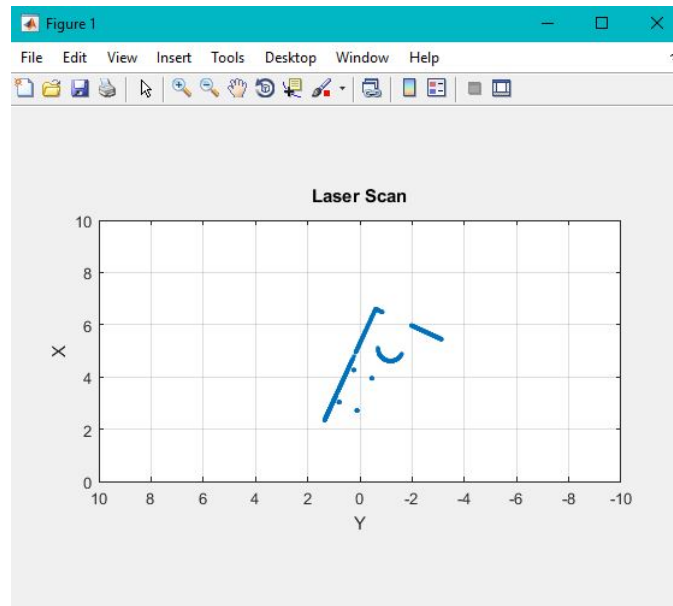 Figure 1
File Edit View Insert Tools Desktop Window Help
Laser Scan
10
8
6
4
2
0
X
10 8 6 4 2 0 -2 -4 -6 -8 -10
Y